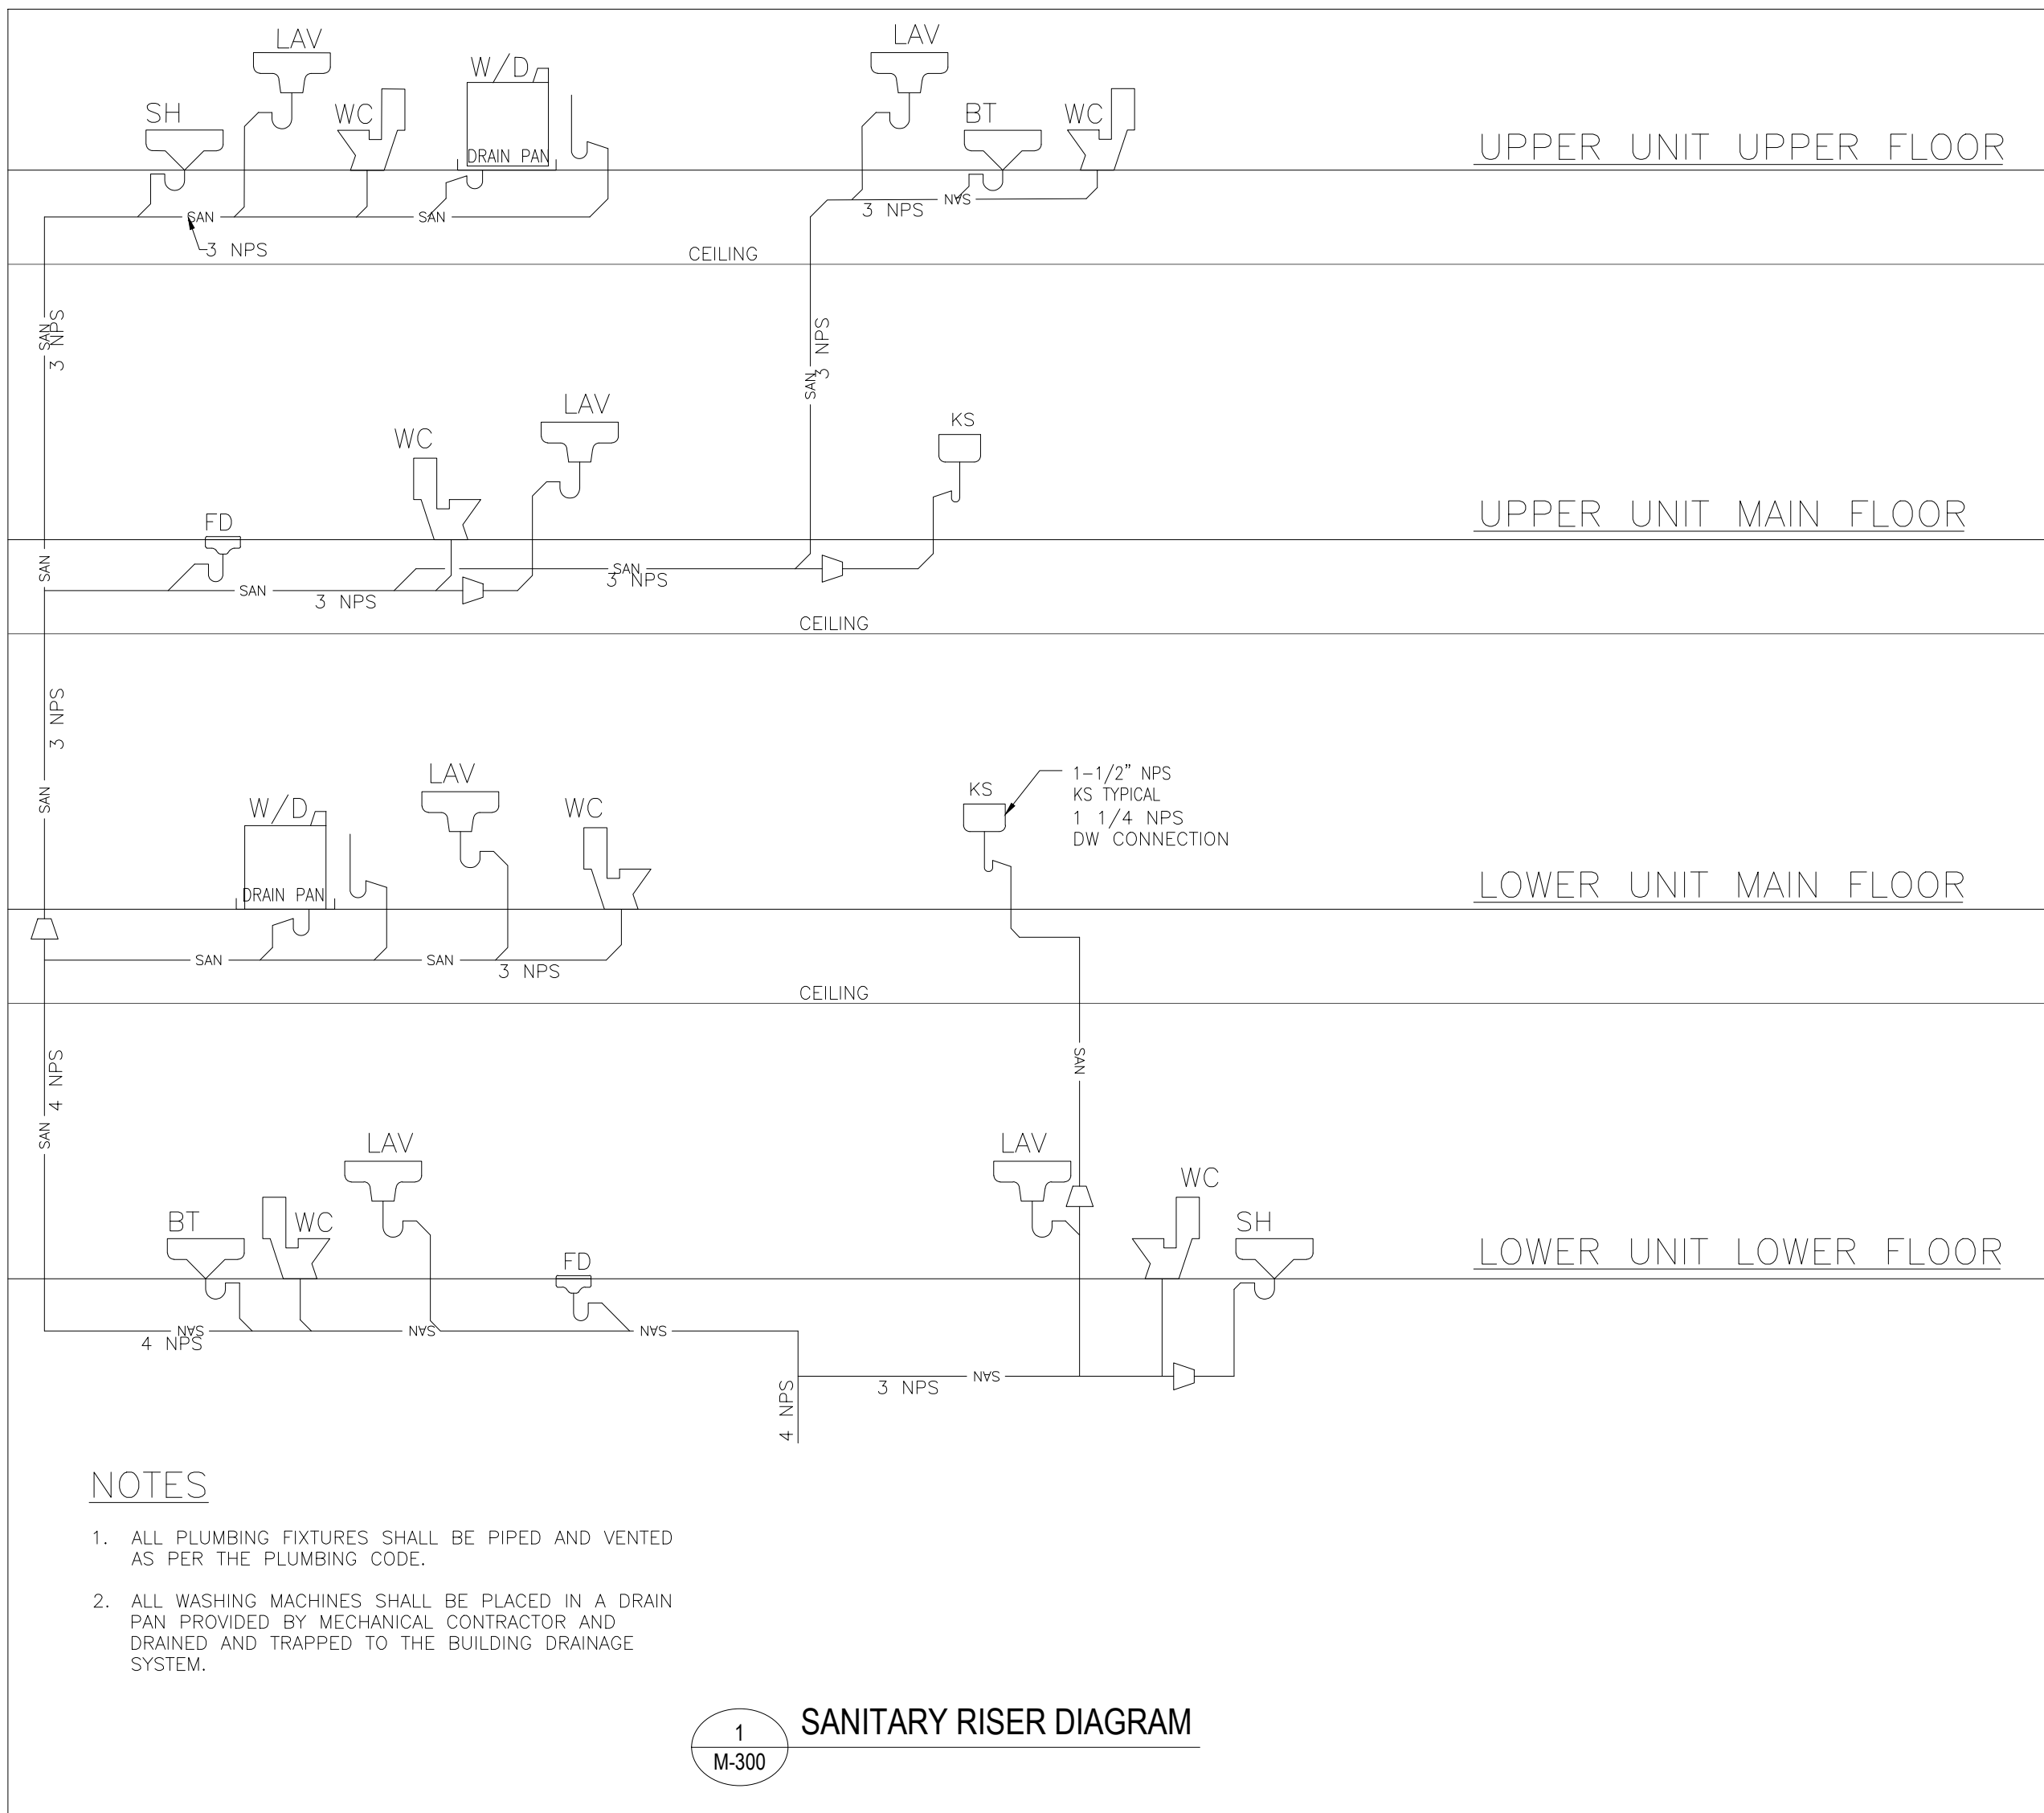 LAV
LAV
W/D
SH
WC
BT
WC
DRAIN PAN
UPPER UNIT UPPER FLOOR
SAN
3 NPS
SAN
SAN
3 NPS
CEILING
SAN
3 NPS
3 NPS
SAN
LAV
KS
WC
FD
UPPER UNIT MAIN FLOOR
SAN
SAN
3 NPS
SAN
3 NPS
CEILING
3 NPS
SAN
LAV
W/D
WC
KS
1-1/2" NPS
KS TYPICAL
1 1/4 NPS
DW CONNECTION
DRAIN PAN
LOWER UNIT MAIN FLOOR
SAN
SAN
3 NPS
CEILING
4 NPS
SAN
SAN
LAV
LAV
WC
BT
WC
SH
FD
LOWER UNIT LOWER FLOOR
SAN
4 NPS
SAN
SAN
3 NPS
SAN
4 NPS
NOTES
1. ALL PLUMBING FIXTURES SHALL BE PIPED AND VENTED
AS PER THE PLUMBING CODE.
2. ALL WASHING MACHINES SHALL BE PLACED IN A DRAIN
PAN PROVIDED BY MECHANICAL CONTRACTOR AND
DRAINED AND TRAPPED TO THE BUILDING DRAINAGE
SYSTEM.
1
M-300
SANITARY RISER DIAGRAM